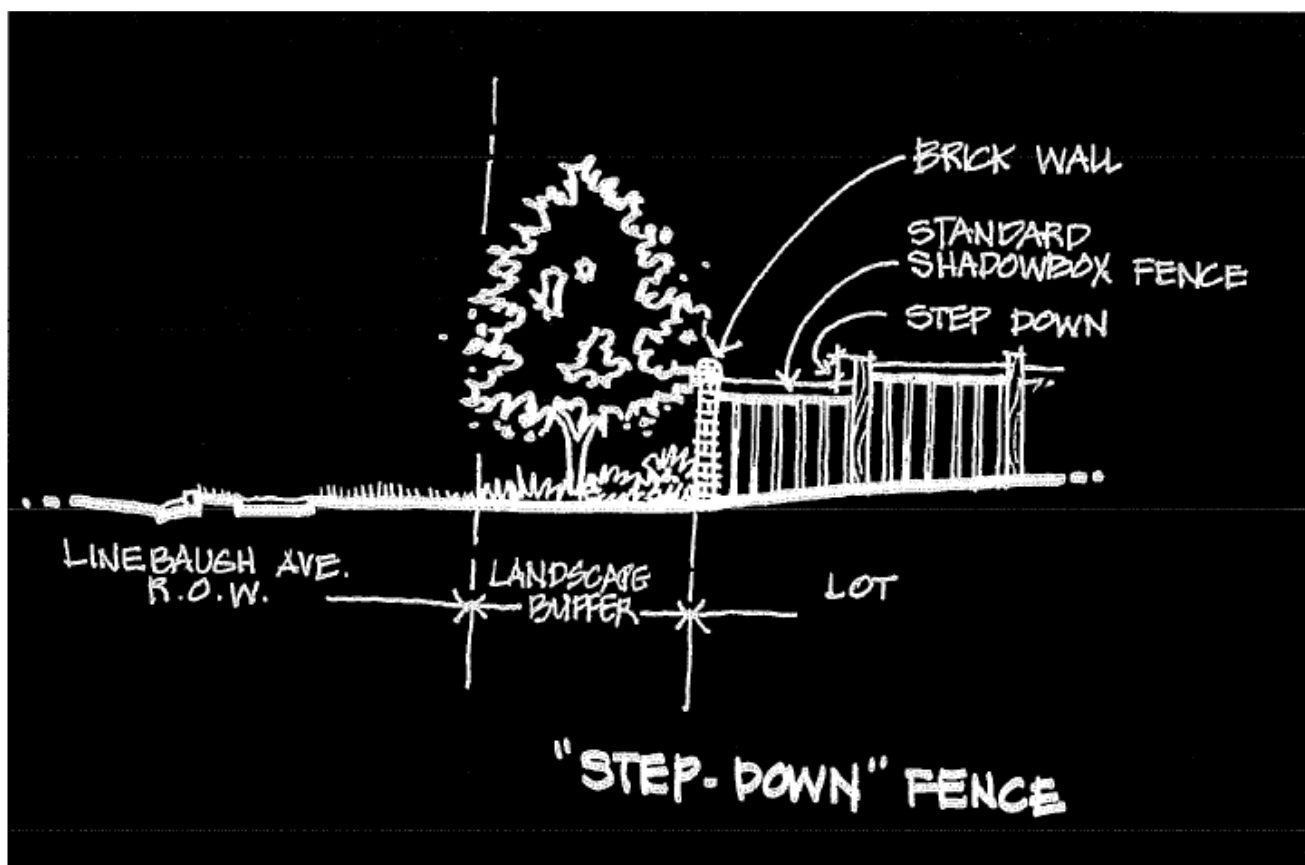 BRICK WALL
STANDARD
SHADOWBOX FENCE
STEP DOWN
LINEBAUGH AVE.
R.O.W.
LANDSCAPE
BUFFER
LOT
"STEP-DOWN" FENCE